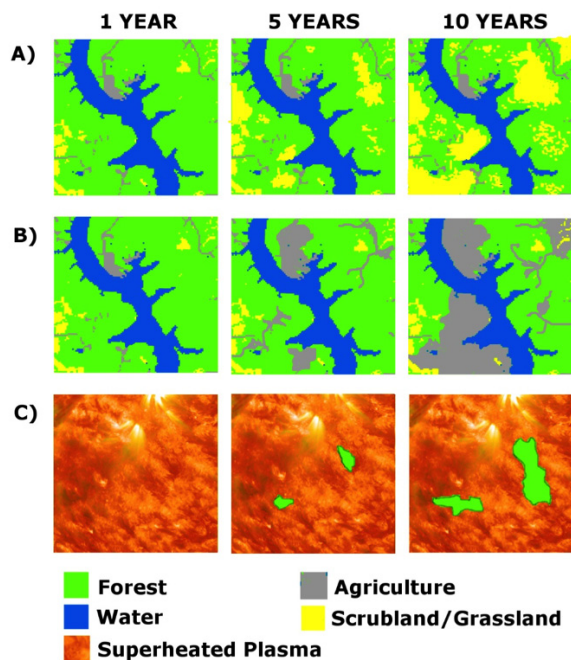 1 YEAR 5 YEARS 10 YEARS
A)
B)
C)
Forest Agriculture
Water Scrubland/Grassland
Superheated Plasma